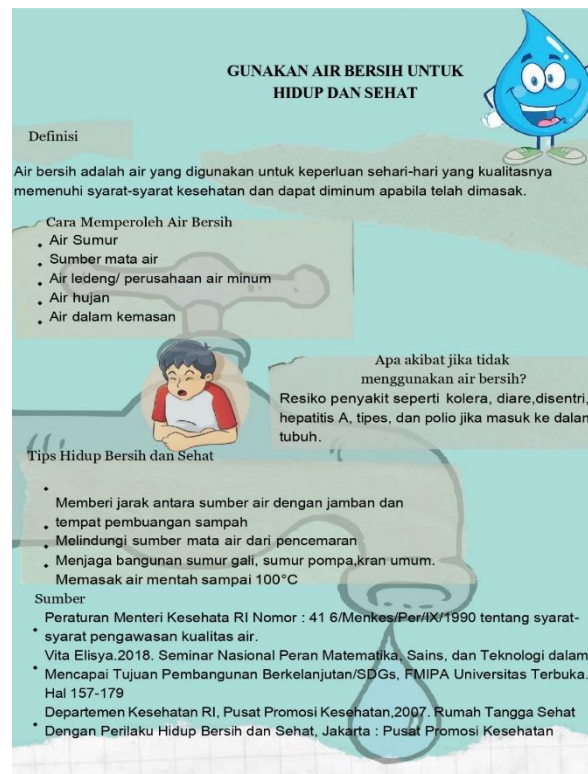 GUNAKAN AIR BERSIH UNTUK
HIDUP DAN SEHAT
Definisi
Air bersih adalah air yang digunakan untuk keperluan sehari-hari yang kualitasnya
memenuhi syarat-syarat kesehatan dan dapat diminum apabila telah dimasak.
Cara Memperoleh Air Bersih
• Air Sumur
• Sumber mata air
• Air ledeng/ perusahaan air minum
• Air hujan
• Air dalam kemasan
Apa akibat jika tidak
menggunakan air bersih?
Resiko penyakit seperti kolera, diare,disentri,
hepatitis A, tipes, dan polio jika masuk ke dalam
tubuh.
Tips Hidup Bersih dan Sehat
•
Memberi jarak antara sumber air dengan jamban dan
• tempat pembuangan sampah
• Melindungi sumber mata air dari pencemaran
• Menjaga bangunan sumur gali, sumur pompa,kran umum.
Memasak air mentah sampai 100°C
Sumber
Peraturan Menteri Kesehata RI Nomor : 41 6/Menkes/Per/IX/1990 tentang syarat-
• syarat pengawasan kualitas air.
Vita Elisya.2018. Seminar Nasional Peran Matematika, Sains, dan Teknologi dalam
• Mencapai Tujuan Pembangunan Berkelanjutan/SDGs, FMIPA Universitas Terbuka.
Hal 157-179
Departemen Kesehatan RI, Pusat Promosi Kesehatan,2007. Rumah Tangga Sehat
• Dengan Perilaku Hidup Bersih dan Sehat, Jakarta : Pusat Promosi Kesehatan